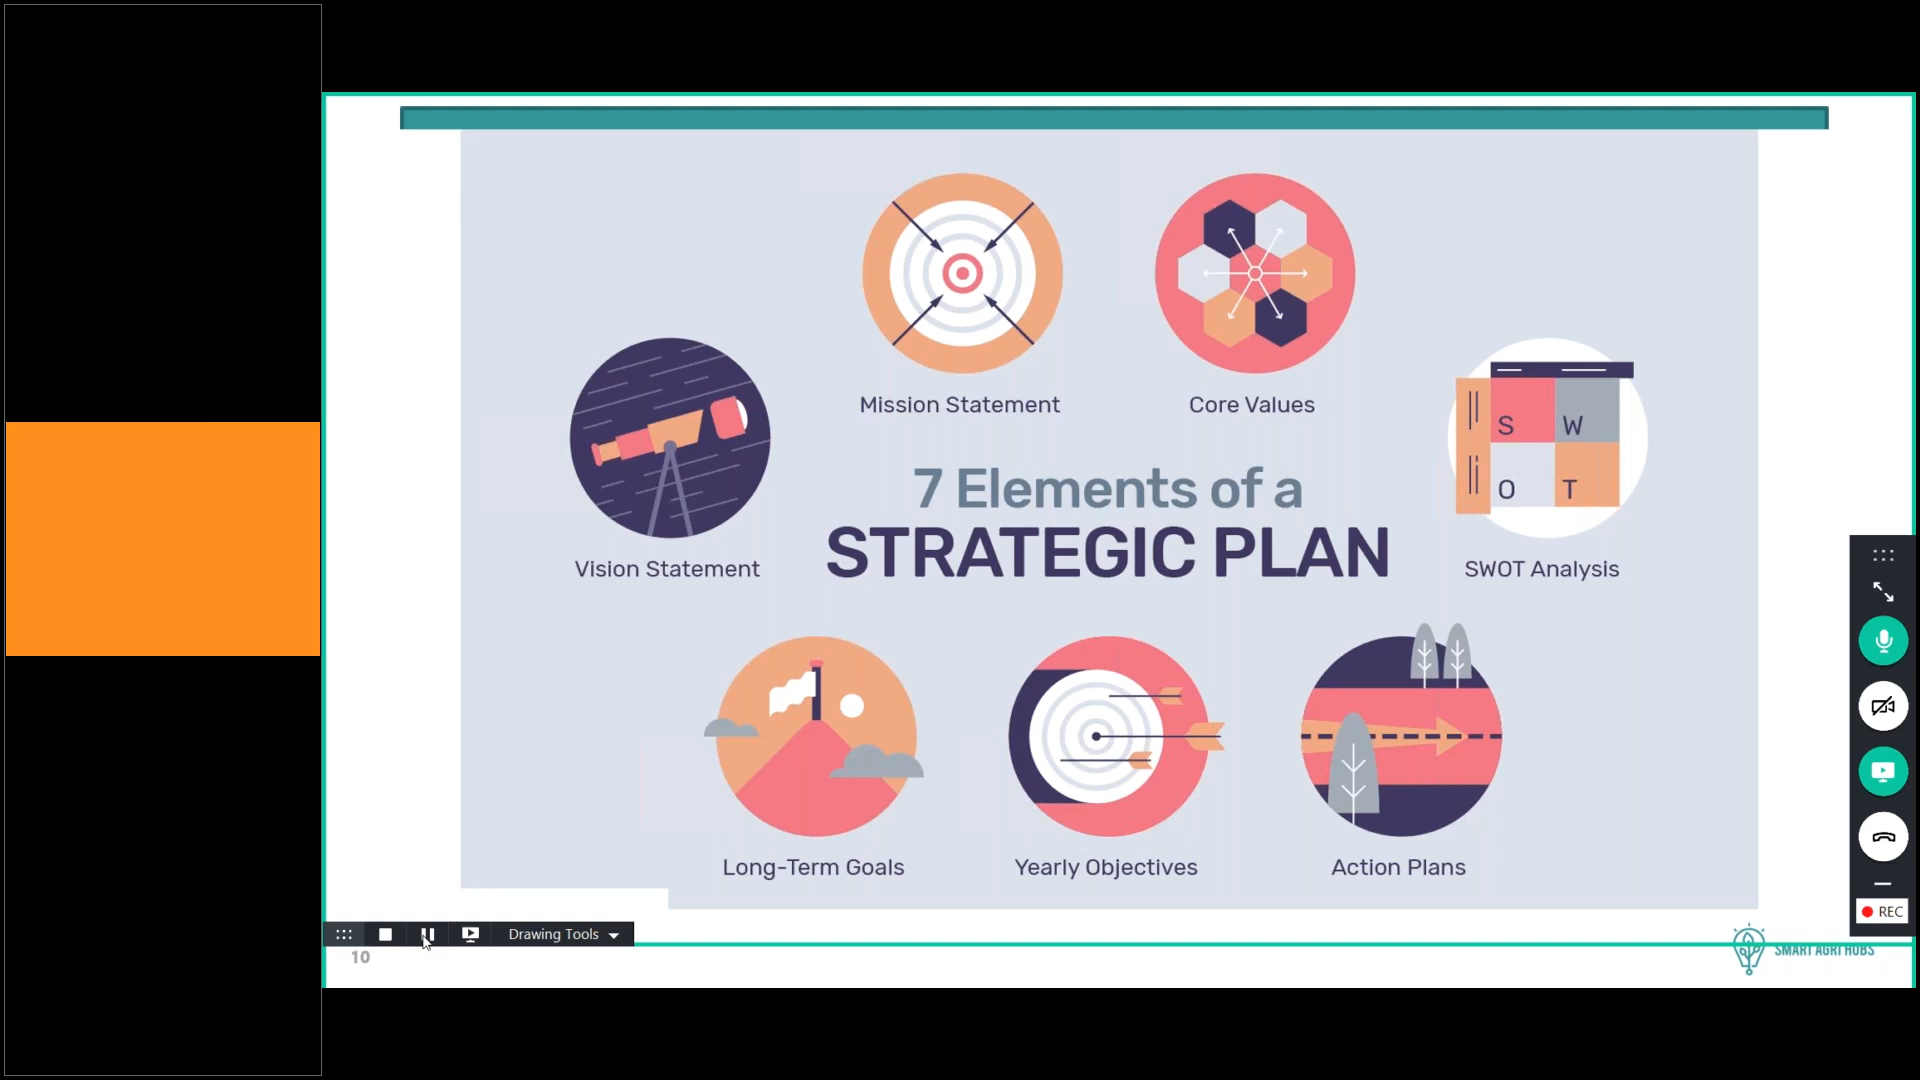 Mission Statement
Core Values
S W
O T
7 Elements of a
STRATEGIC PLAN
Vision Statement
SWOT Analysis
Long-Term Goals
Yearly Objectives
Action Plans
REC
Drawing Tools
10
SMART AGRI HUBS